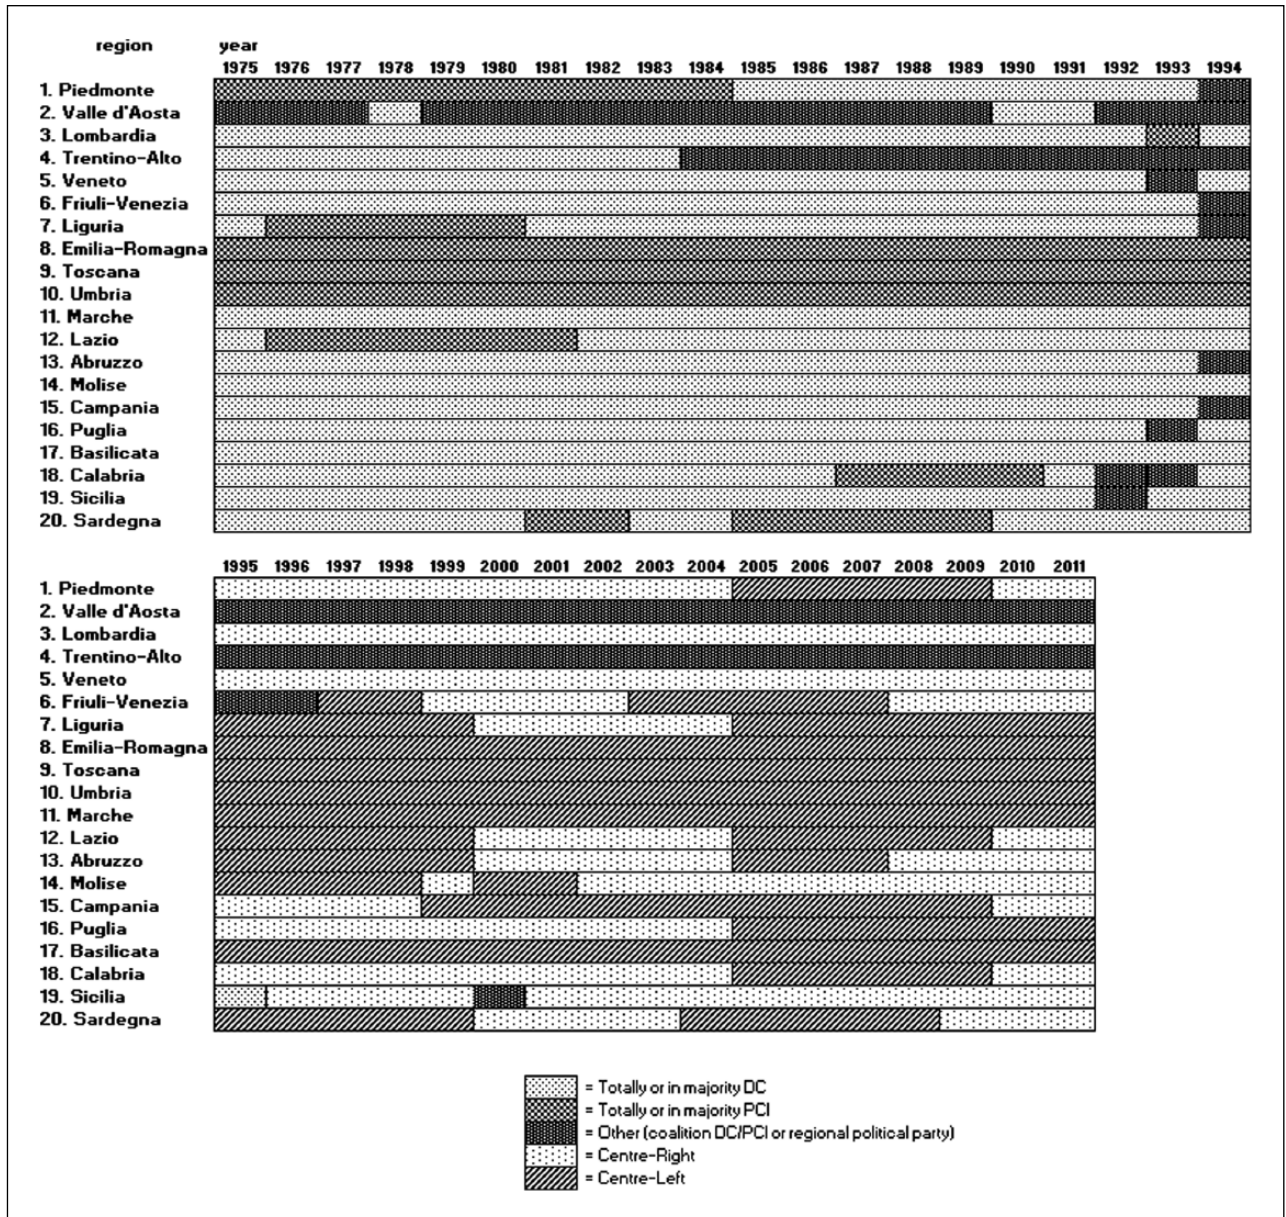 region year
1975 1976 1977 1978 1979 1980 1981 1982 1983 1984 1985 1986 1987 1988 1989 1990 1991 1992 1993 1994
1. Piedmonte
2. Valle d'Aosta
3. Lombardia
4. Trentino-Alto
5. Veneto
6. Friuli-Venezia
7. Liguria
8. Emilia-Romagna
9. Toscana
10. Umbria
11. Marche
12. Lazio
13. Abruzzo
14. Molise
15. Campania
16. Puglia
17. Basilicata
18. Calabria
19. Sicilia
20. Sardegna
1995 1996 1997 1998 1999 2000 2001 2002 2003 2004 2005 2006 2007 2008 2009 2010 2011
1. Piedmonte
2. Valle d'Aosta
3. Lombardia
4. Trentino-Alto
5. Veneto
6. Friuli-Venezia
7. Liguria
8. Emilia-Romagna
9. Toscana
10. Umbria
11. Marche
12. Lazio
13. Abruzzo
14. Molise
15. Campania
16. Puglia
17. Basilicata
18. Calabria
19. Sicilia
20. Sardegna
= Totally or in majority DC
= Totally or in majority PCI
= Other (coalition DC/PCI or regional political party)
= Centre-Right
= Centre-Left